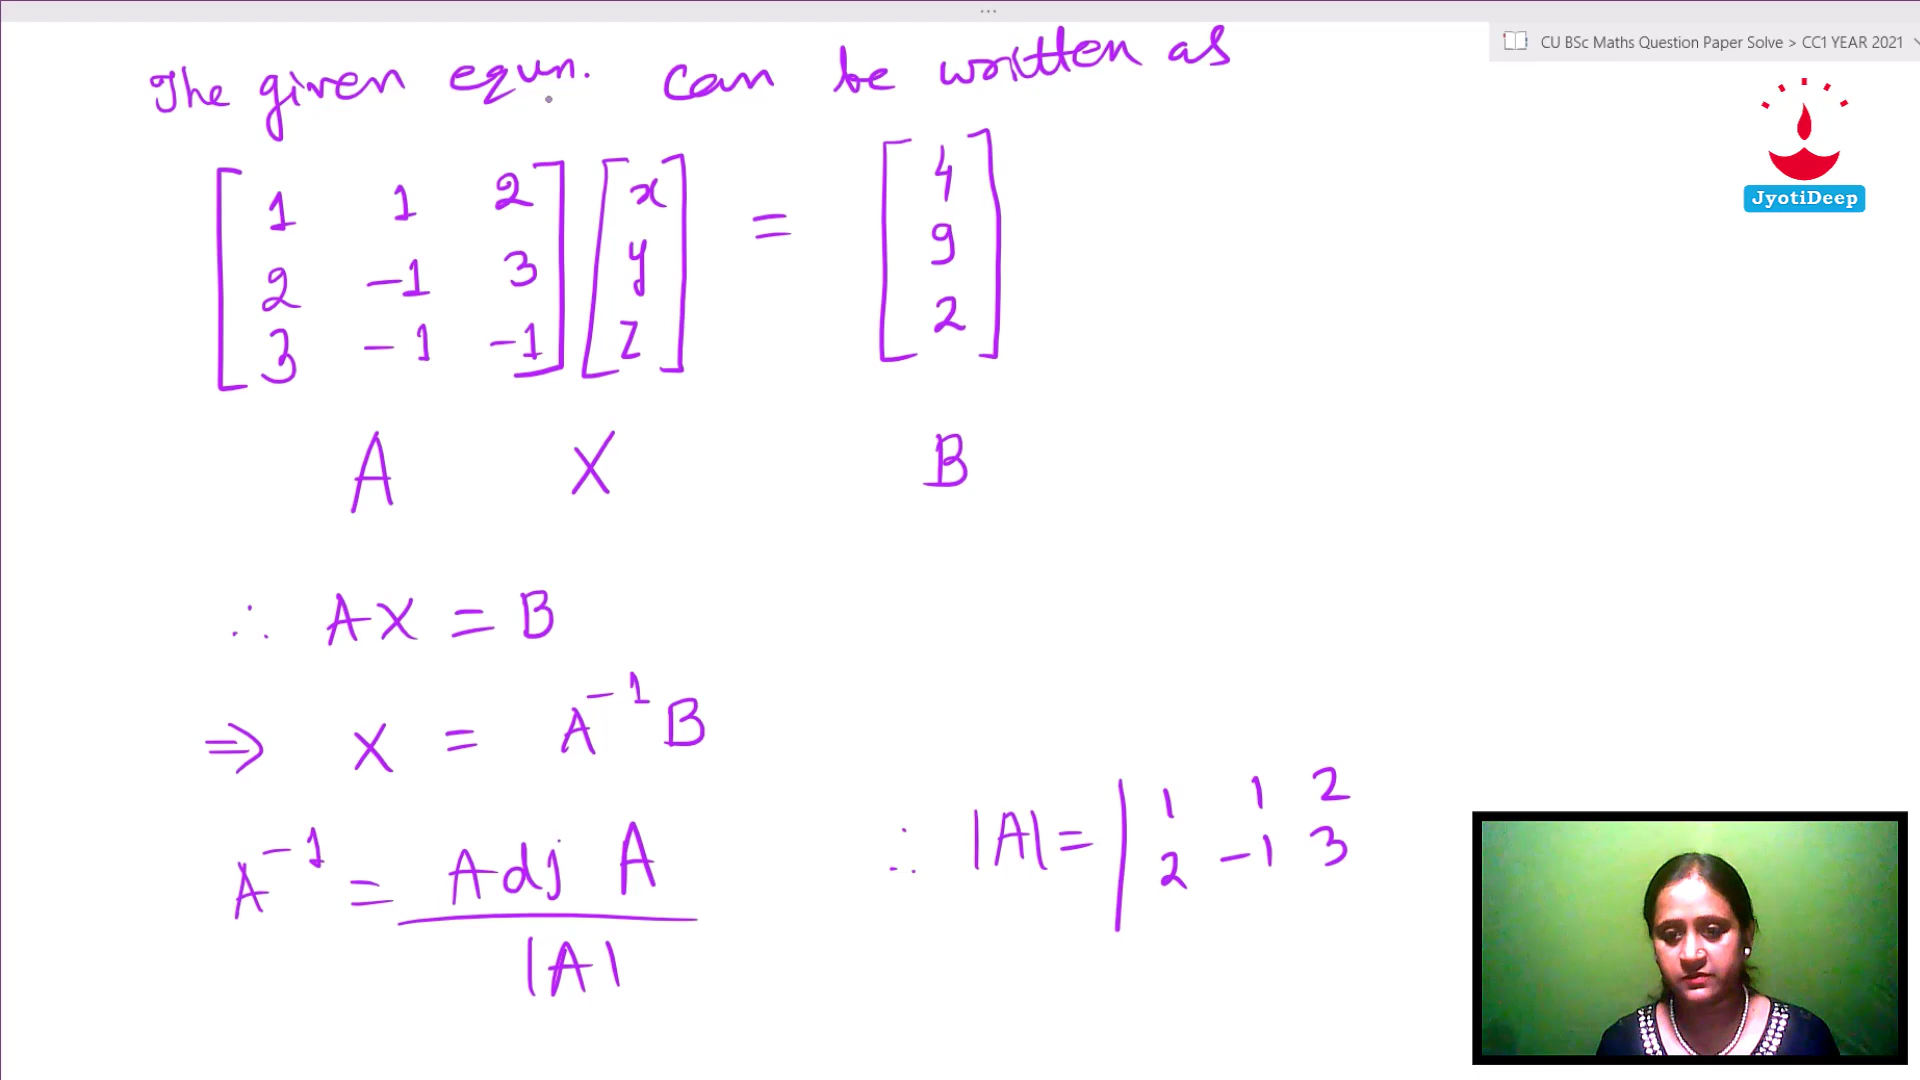 CU BSc Maths Question Paper Solve > CC1 YEAR 2021
JyotiDeep
The given equn. can be written as
[ 1 1 2 ] [ x ] = [ 4 ]
[ 2 -1 3 ] [ y ] [ 9 ]
[ 3 -1 -1 ] [ z ] [ 2 ]
A X B
∴ AX = B
⇒ X = A⁻¹ B
A⁻¹ = Adj A / |A|
∴ |A| = | 1 1 2
2 -1 3